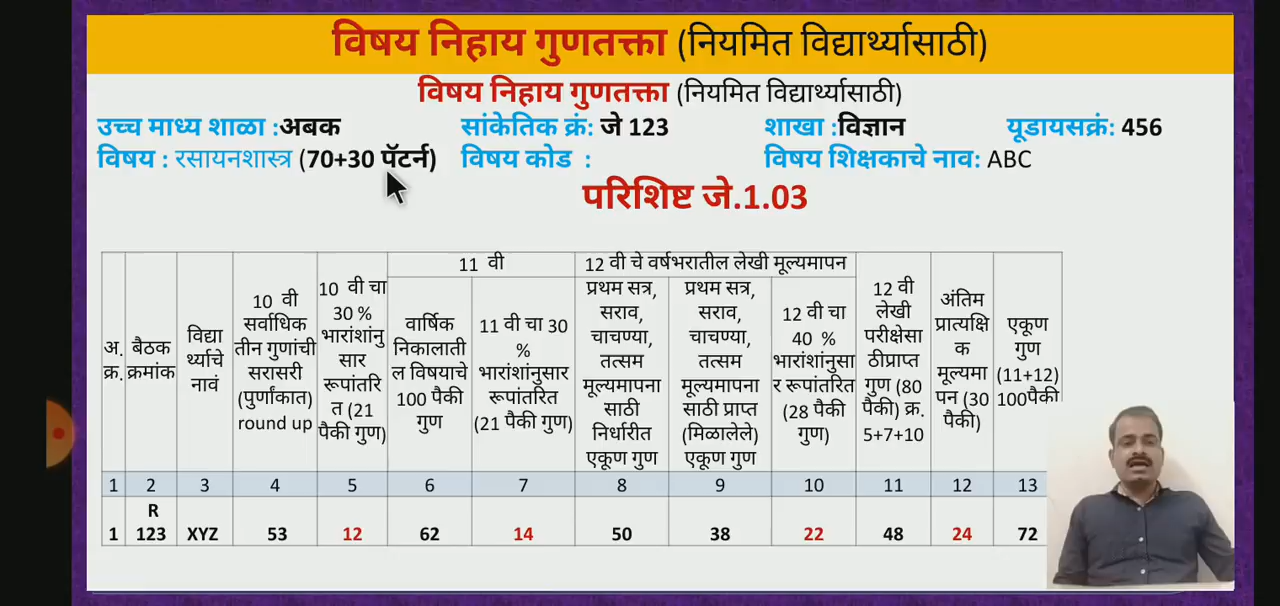 विषय निहाय गुणतक्ता (नियमित विद्यार्थ्यासाठी)
विषय निहाय गुणतक्ता (नियमित विद्यार्थ्यासाठी)
उच्च माध्य शाळा :अबक सांकेतिक क्रं: जे 123 शाखा :विज्ञान यूडायसक्रं: 456
विषय : रसायनशास्त्र (70+30 पॅटर्न) विषय कोड : विषय शिक्षकाचे नाव: ABC
परिशिष्ट जे.1.03
अ.
क्र.
बैठक
क्रमांक
विद्या
र्थ्याचे
नावं
10 वी
सर्वाधिक
तीन गुणांची
सरासरी
(पुर्णांकात)
round up
10 वी चा
30 %
भारांशांनु
सार
रूपांतरि
त (21
पैकी गुण)
11 वी
वार्षिक
निकालाती
ल विषयाचे
100 पैकी
गुण
11 वी चा 30
%
भारांशांनुसार
रूपांतरित
(21 पैकी गुण)
12 वी चे वर्षभरातील लेखी मूल्यमापन
प्रथम सत्र,
सराव,
चाचण्या,
तत्सम
मूल्यमापना
साठी
निर्धारीत
एकूण गुण
प्रथम सत्र,
सराव,
चाचण्या,
तत्सम
मूल्यमापना
साठी प्राप्त
(मिळालेले)
एकूण गुण
12 वी चा
40 %
भारांशांनुसा
र रूपांतरित
(28 पैकी
गुण)
12 वी
लेखी
परीक्षेसा
ठीप्राप्त
गुण (80
पैकी) क्र.
5+7+10
अंतिम
प्रात्यक्षि
क
मूल्यमा
पन (30
पैकी)
एकूण
गुण
(11+12)
100पैकी
1 2 3 4 5 6 7 8 9 10 11 12 13
1 R 123 XYZ 53 12 62 14 50 38 22 48 24 72